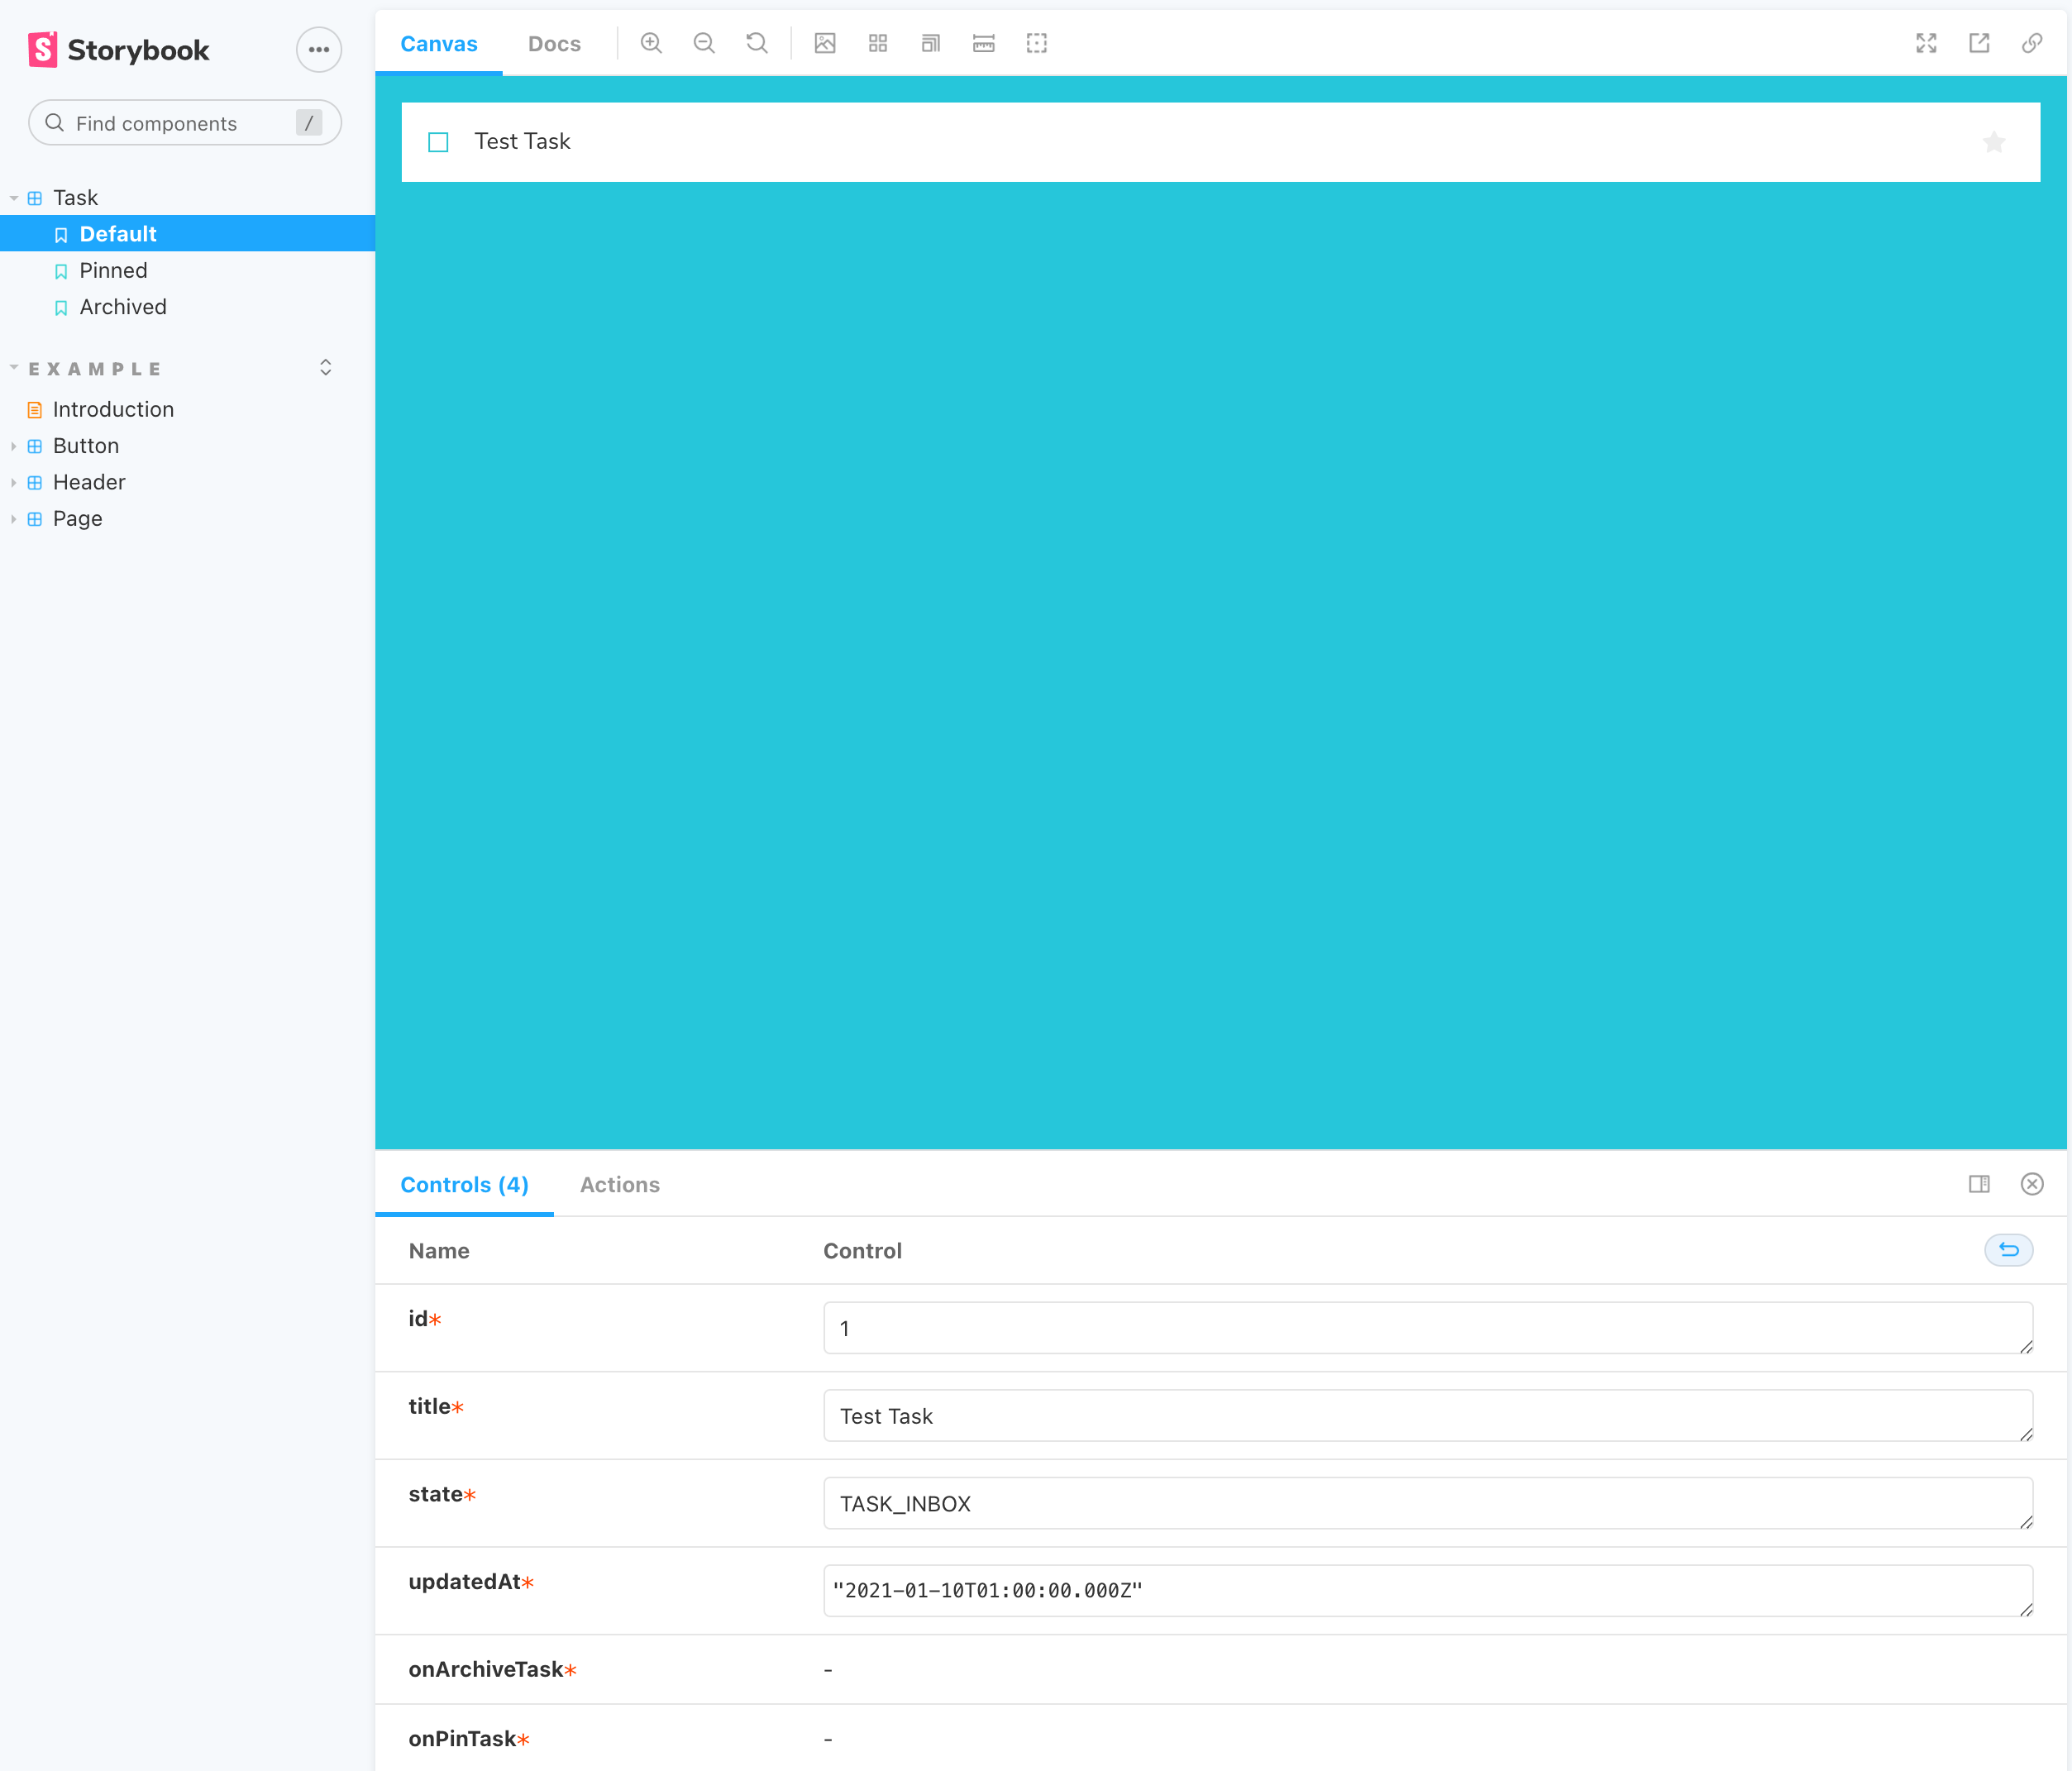 Storybook
Find components
/
Task
Default
Pinned
Archived
EXAMPLE
Introduction
Button
Header
Page
Canvas
Docs
Test Task
Controls (4)
Actions
Name
Control
id*
1
title*
Test Task
state*
TASK_INBOX
updatedAt*
"2021-01-10T01:00:00.000Z"
onArchiveTask*
-
onPinTask*
-